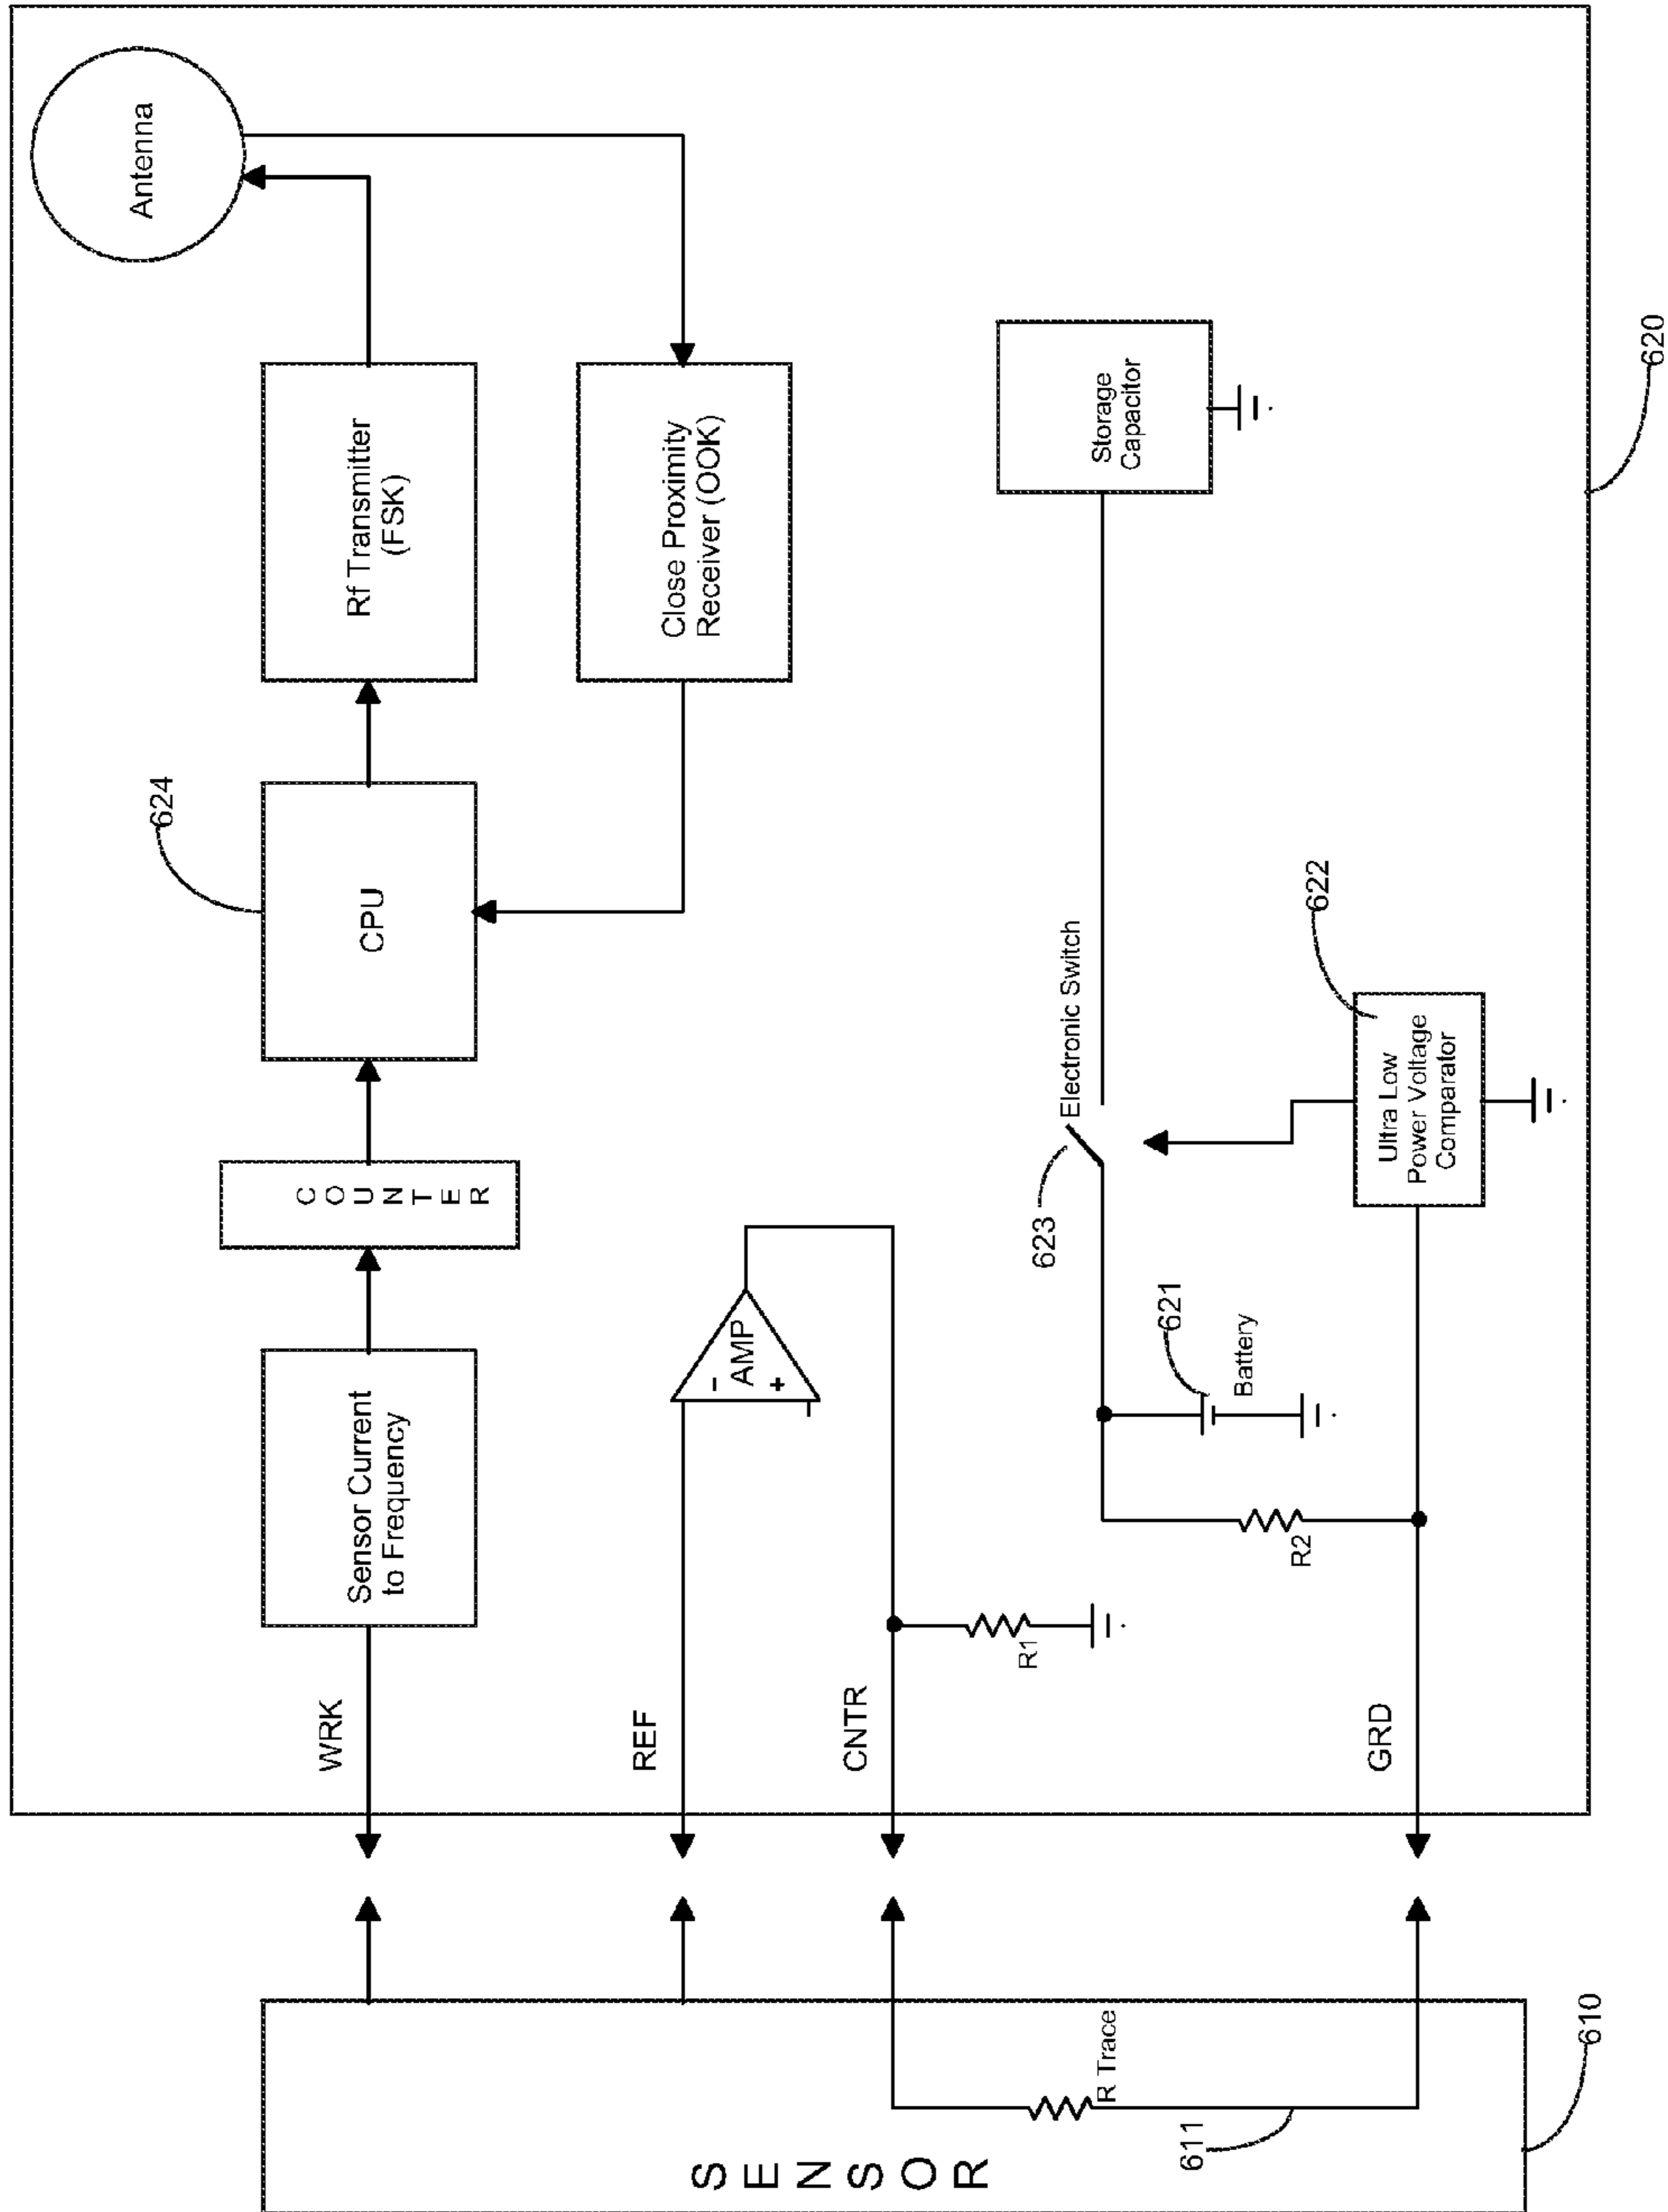 Antenna
Rf Transmitter
(FSK)
Close Proximity
Receiver (OOK)
624
CPU
COUNTER
Sensor Current
to Frequency
WRK
REF
CNTR
GRD
AMP
-
+
R1
R2
621
Battery
623
Electronic Switch
622
Ultra Low
Power Voltage
Comparator
Storage
Capacitor
620
SENSOR
R Trace
611
610